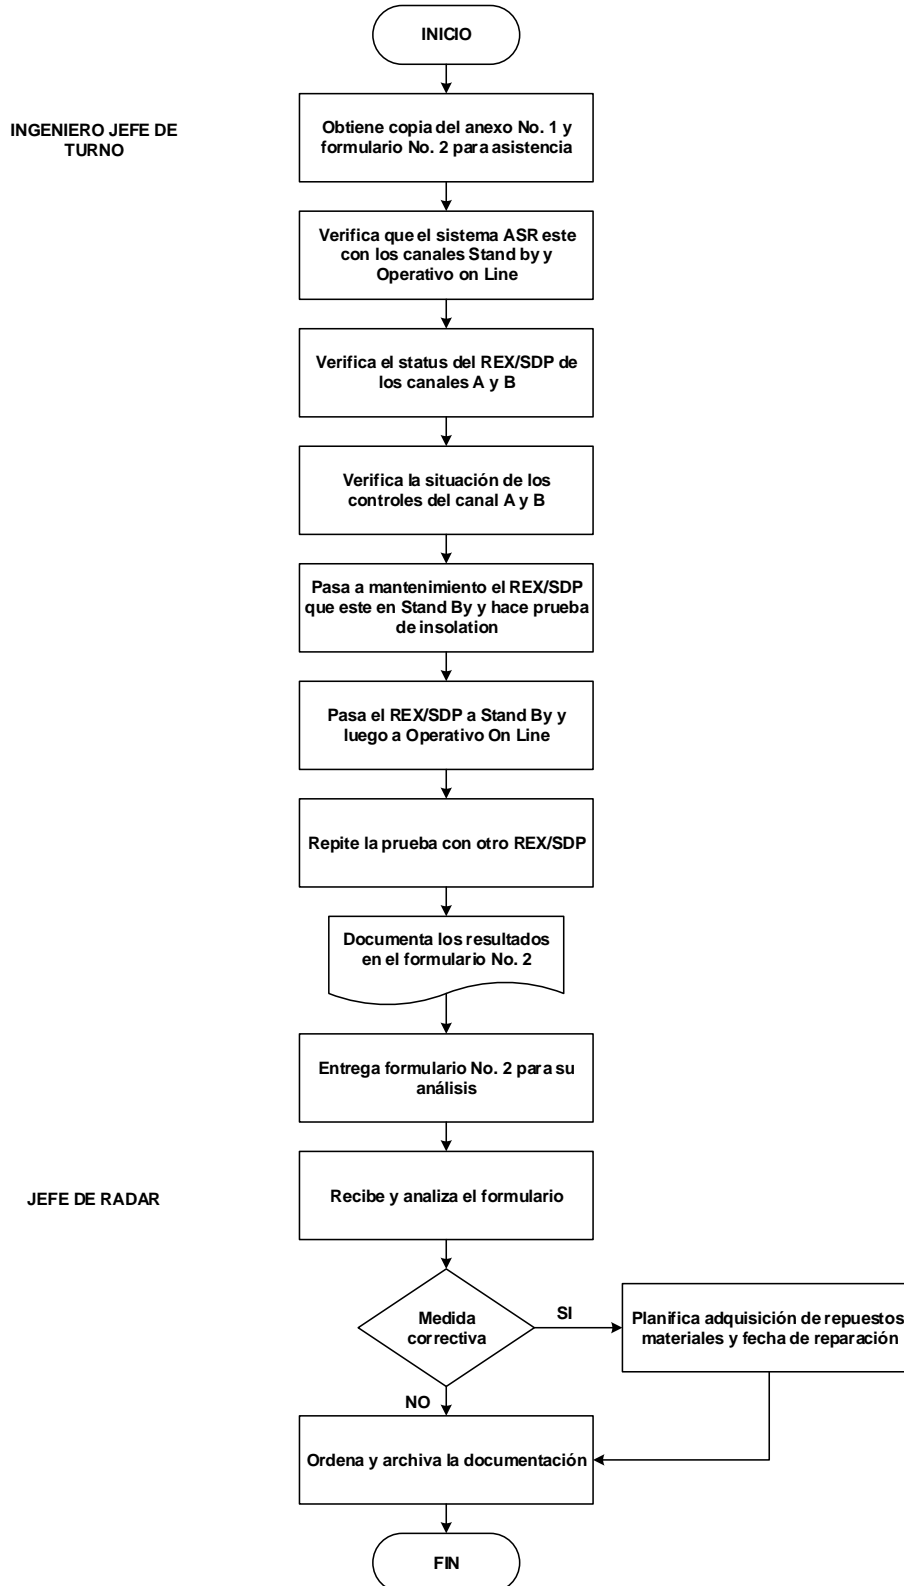 INICIO
INGENIERO JEFE DE
TURNO
Obtiene copia del anexo No. 1 y
formulario No. 2 para asistencia
Verifica que el sistema ASR este
con los canales Stand by y
Operativo on Line
Verifica el status del REX/SDP de
los canales A y B
Verifica la situación de los
controles del canal A y B
Pasa a mantenimiento el REX/SDP
que este en Stand By y hace prueba
de insolation
Pasa el REX/SDP a Stand By y
luego a Operativo On Line
Repite la prueba con otro REX/SDP
Documenta los resultados
en el formulario No. 2
Entrega formulario No. 2 para su
análisis
JEFE DE RADAR
Recibe y analiza el formulario
Medida
correctiva
SI
Planifica adquisición de repuestos,
materiales y fecha de reparación
NO
Ordena y archiva la documentación
FIN